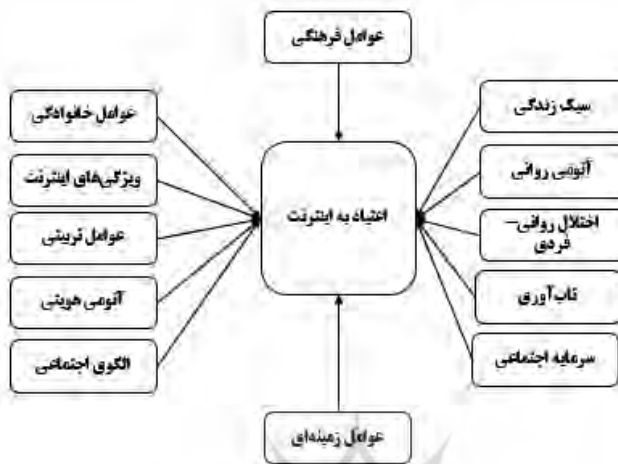 عوامل فرهنگی
سبک زندگی
آنومی روانی
اختلال روانی–
فردی
تاب‌آوری
سرمایه اجتماعی
اعتیاد به اینترنت
عوامل خانوادگی
ویژگی‌های اینترنت
عوامل تربیتی
آنومی هویتی
الگوی اجتماعی
عوامل زمینه‌ای